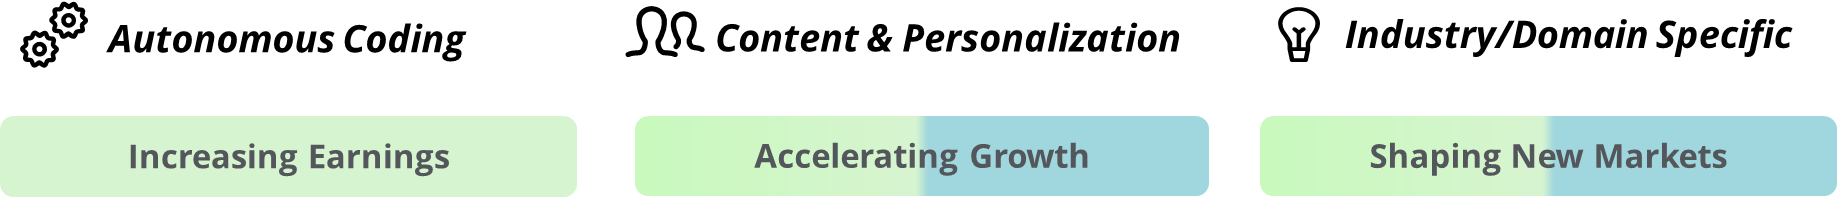 Autonomous Coding
Content & Personalization
Industry/Domain Specific
Increasing Earnings
Accelerating Growth
Shaping New Markets